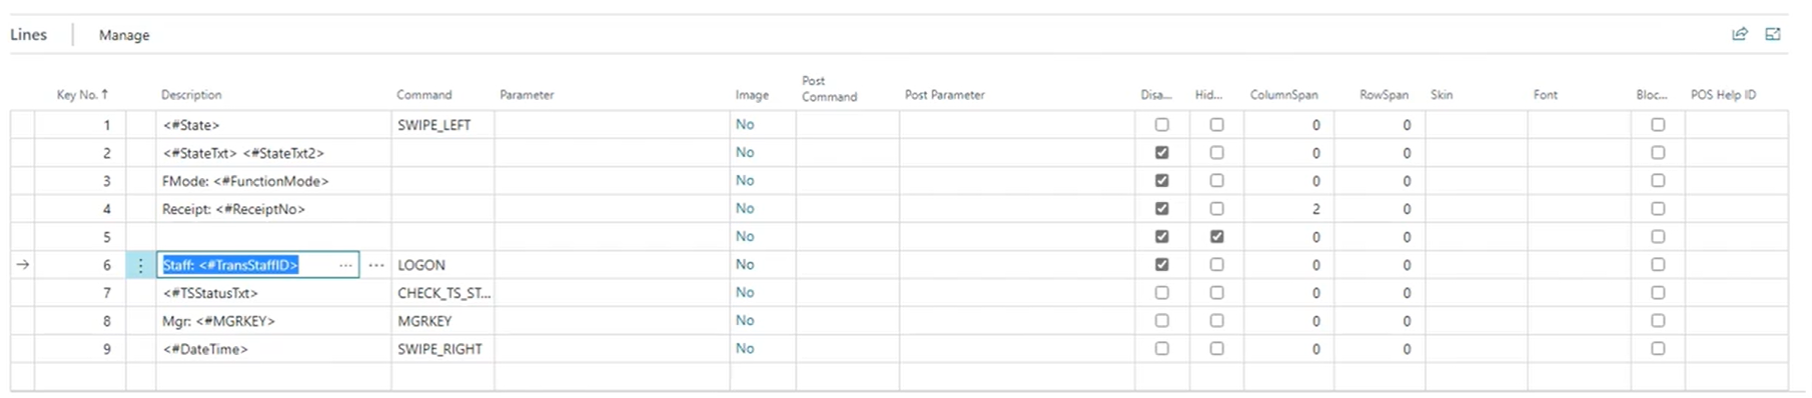 Lines Manage
Key No. ↑ Description Command Parameter Image Post Command Post Parameter Disa... Hid... ColumnSpan RowSpan Skin Font Bloc... POS Help ID
1 <#State> SWIPE_LEFT No 0 0
2 <#StateTxt> <#StateTxt2> No 0 0
3 FMode: <#FunctionMode> No 0 0
4 Receipt: <#ReceiptNo> No 2 0
5 No 0 0
6 Staff: <#TransStaffID> ... ... LOGON No 0 0
7 <#TSStatusTxt> CHECK_TS_ST... No 0 0
8 Mgr: <#MGRKEY> MGRKEY No 0 0
9 <#DateTime> SWIPE_RIGHT No 0 0